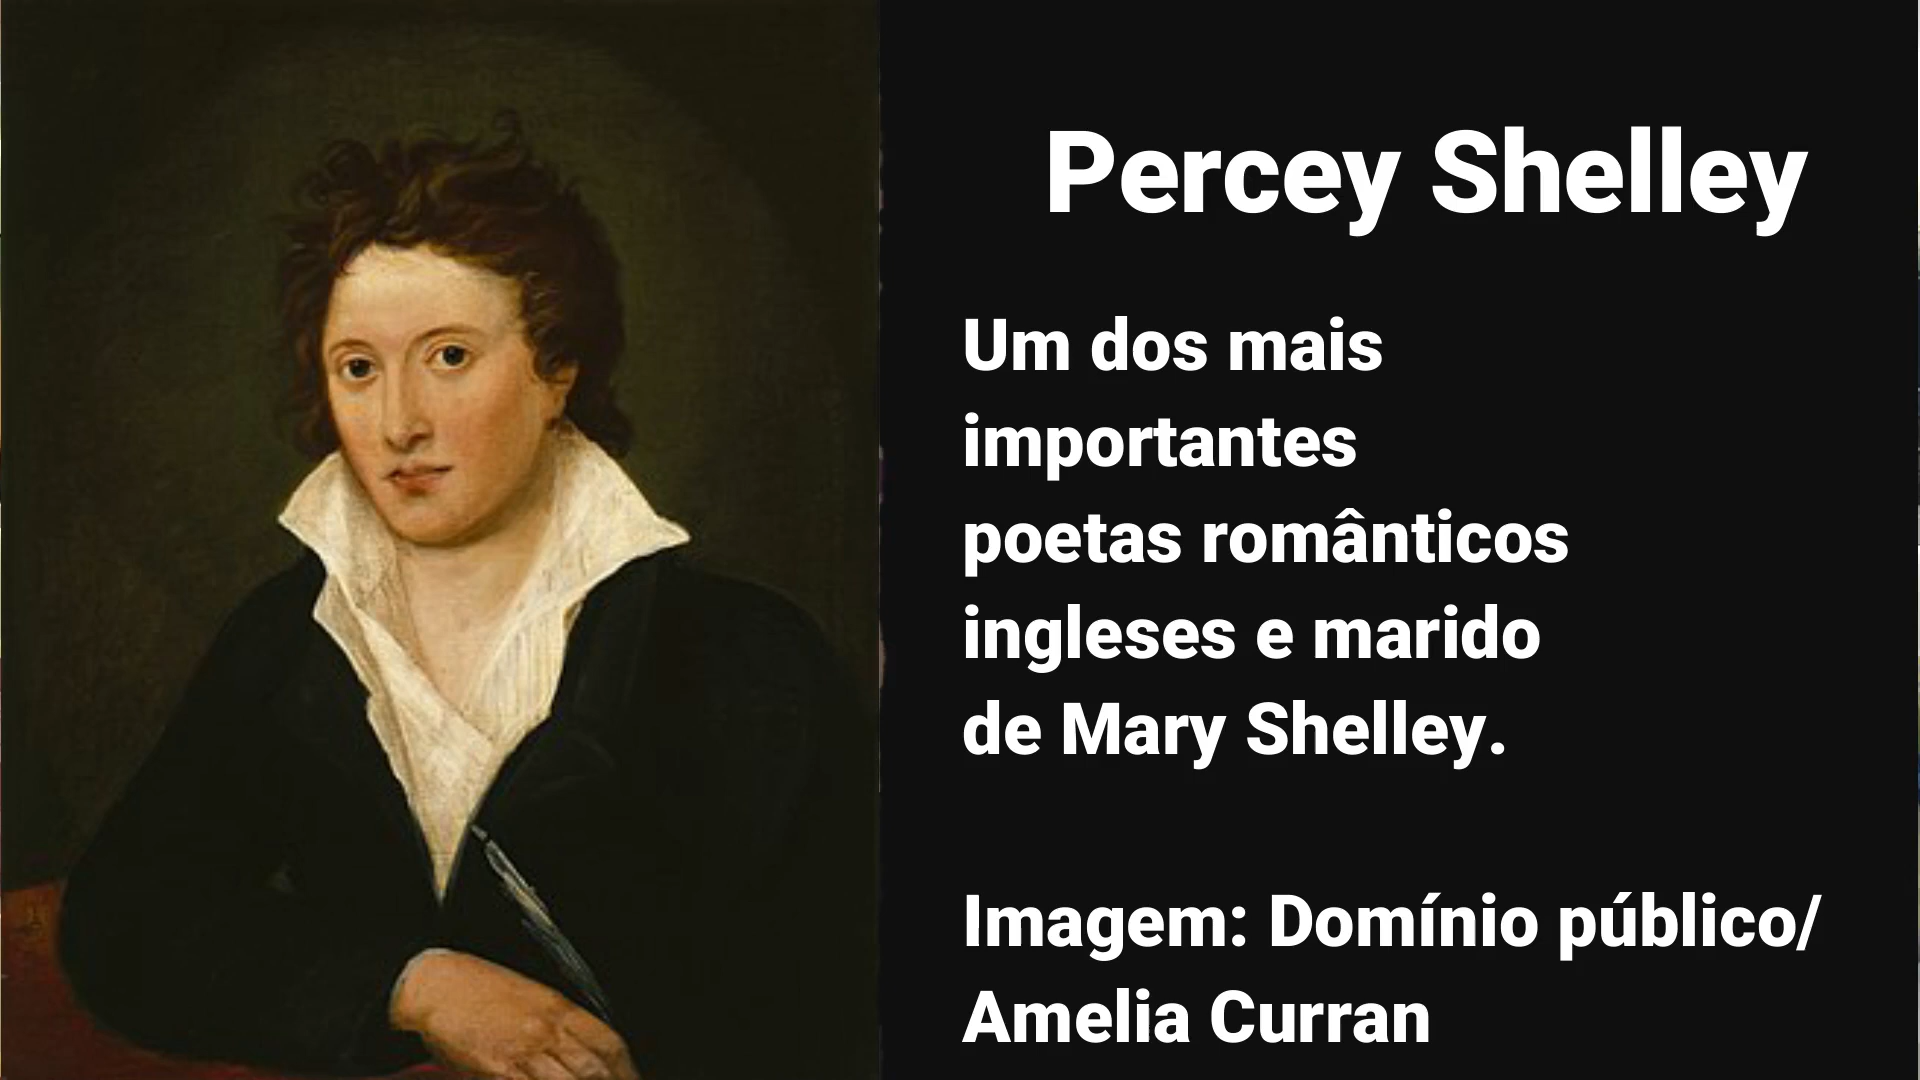 Percey Shelley
Um dos mais
importantes
poetas românticos
ingleses e marido
de Mary Shelley.
Imagem: Domínio público/
Amelia Curran